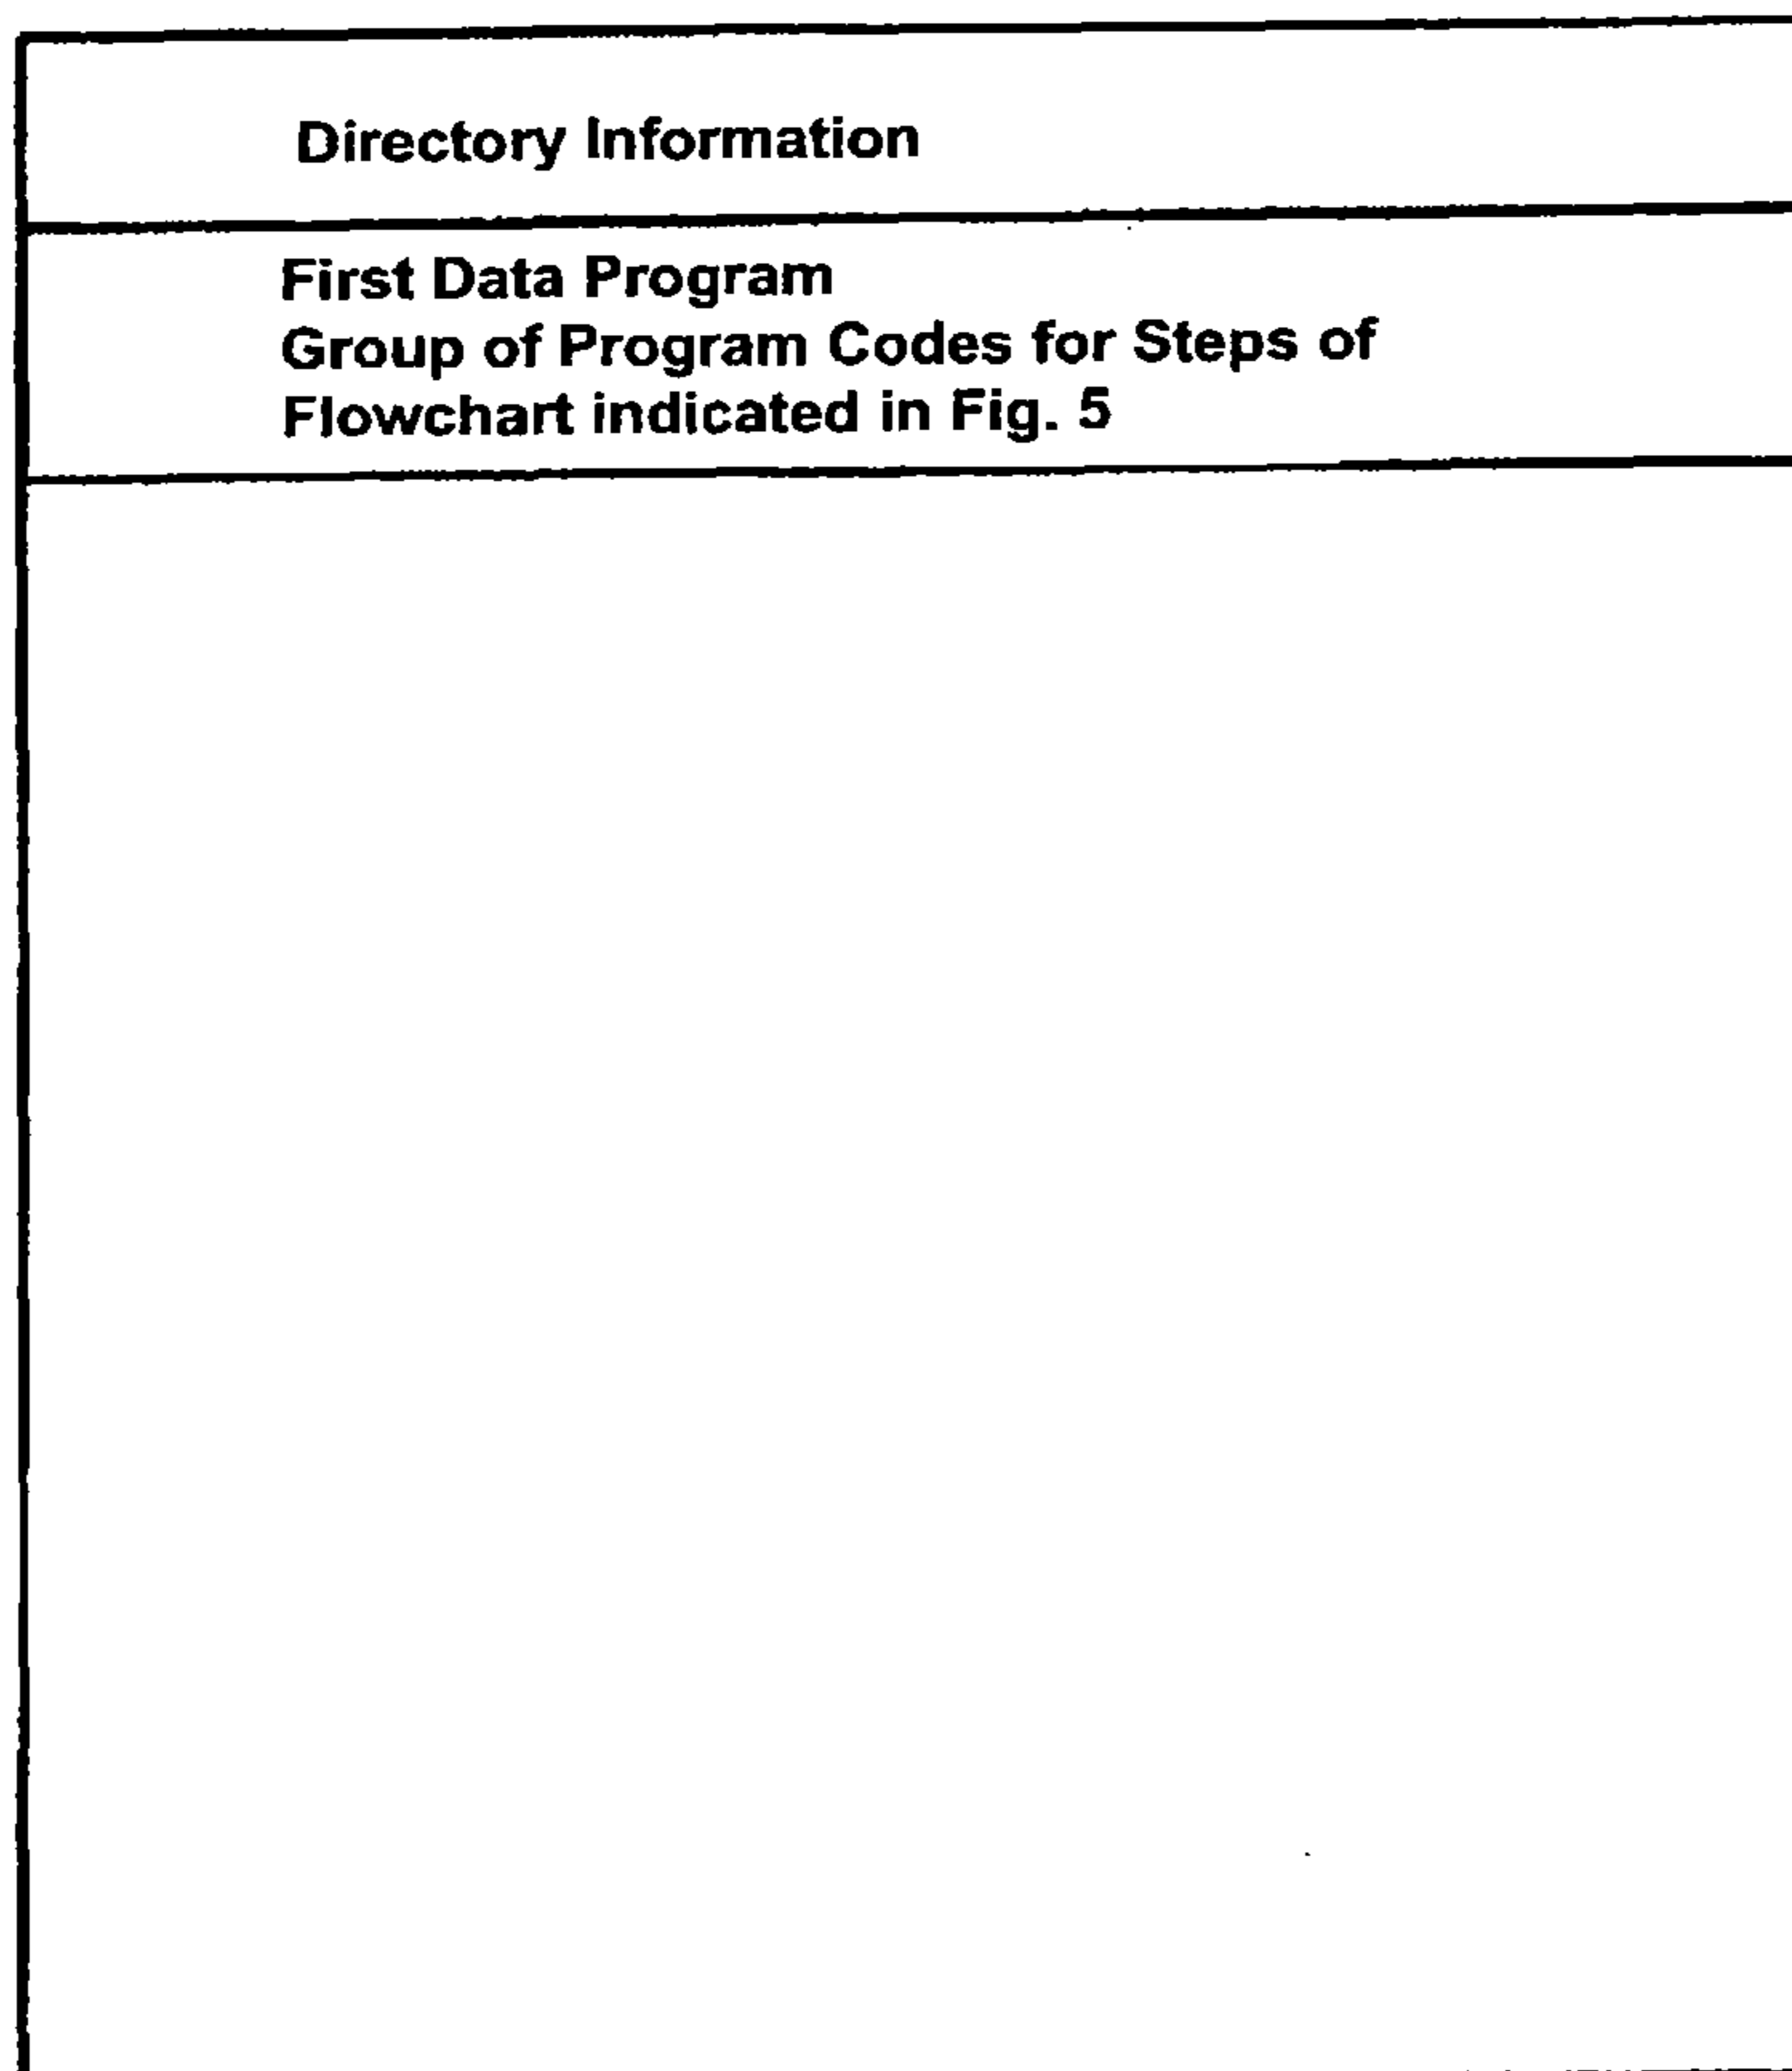 Directory Information
First Data Program
Group of Program Codes for Steps of
Flowchart indicated in Fig. 5